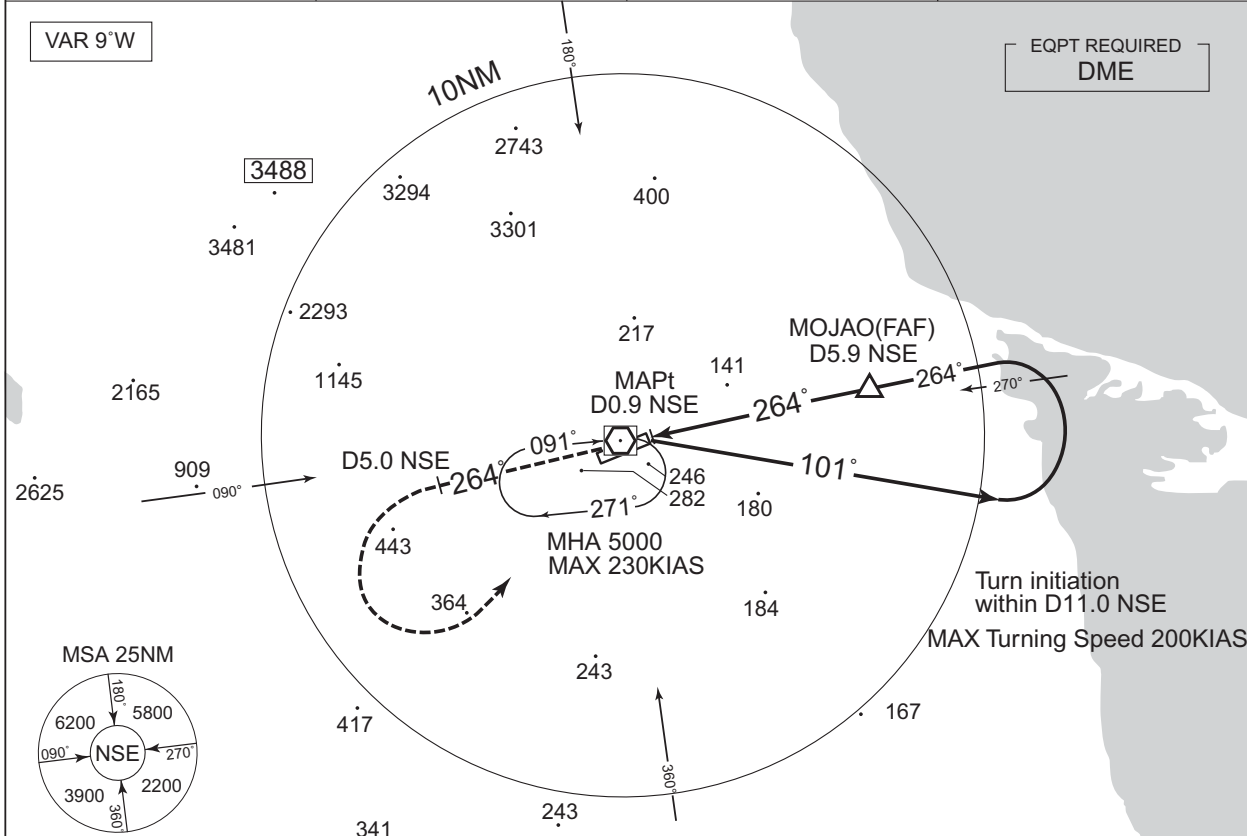 VAR 9°W
180°
EQPT REQUIRED
DME
10NM
2743
3488
3294
400
3301
3481
2293
217
MOJAO(FAF)
D5.9 NSE
141
1145
2165
MAPt
D0.9 NSE
264°
270°
264°
091°
D5.0 NSE
264°
909
090°
2625
101°
246
282
180
271°
443
MHA 5000
MAX 230KIAS
364
184
Turn initiation
within D11.0 NSE
MAX Turning Speed 200KIAS
MSA 25NM
243
180°
6200
5800
417
167
090°
NSE
270°
3900
2200
360°
360°
243
341